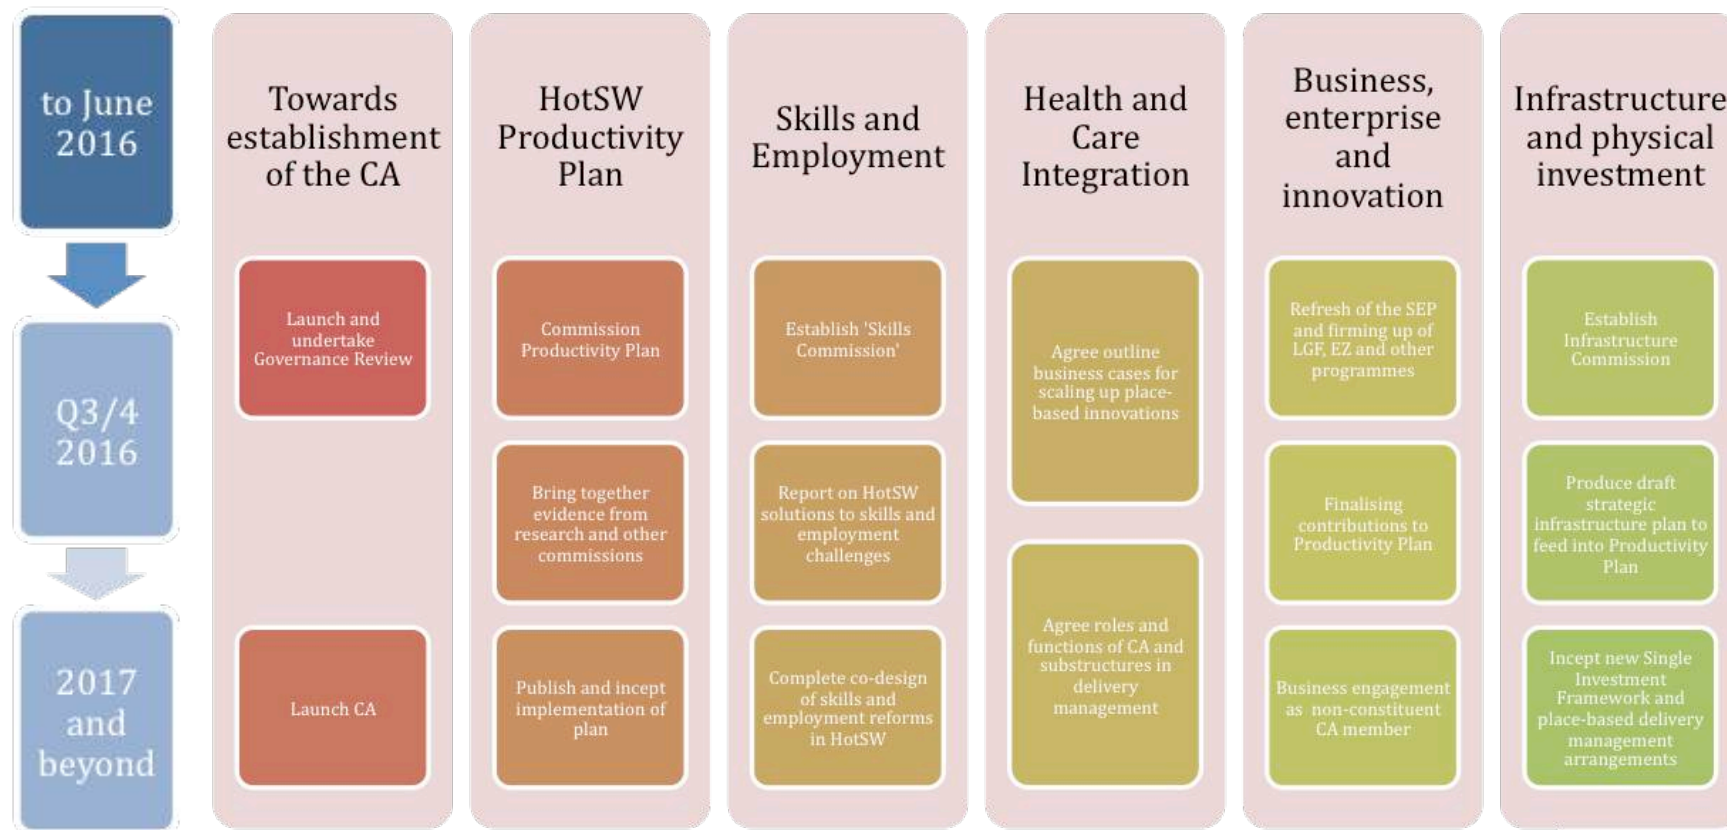 to June
2016
Q3/4
2016
2017
and
beyond
Towards
establishment
of the CA
Launch and
undertake
Governance Review
Launch CA
HotSW
Productivity
Plan
Commission
Productivity Plan
Bring together
evidence from
research and other
commissions
Publish and incept
implementation of
plan
Skills and
Employment
Establish 'Skills
Commission'
Report on HotSW
solutions to skills and
employment
challenges
Complete co-design
of skills and
employment reforms
in HotSW
Health and
Care
Integration
Agree outline
business cases for
scaling up place-
based innovations
Agree roles and
functions of CA and
substructures in
delivery
management
Business,
enterprise
and
innovation
Refresh of the SEP
and firming up of
LGF, EZ and other
programmes
Finalising
contributions to
Productivity Plan
Business engagement
as non-constituent
CA member
Infrastructure
and physical
investment
Establish
Infrastructure
Commission
Produce draft
strategic
infrastructure plan to
feed into Productivity
Plan
Incept new Single
Investment
Framework and
place-based delivery
management
arrangements